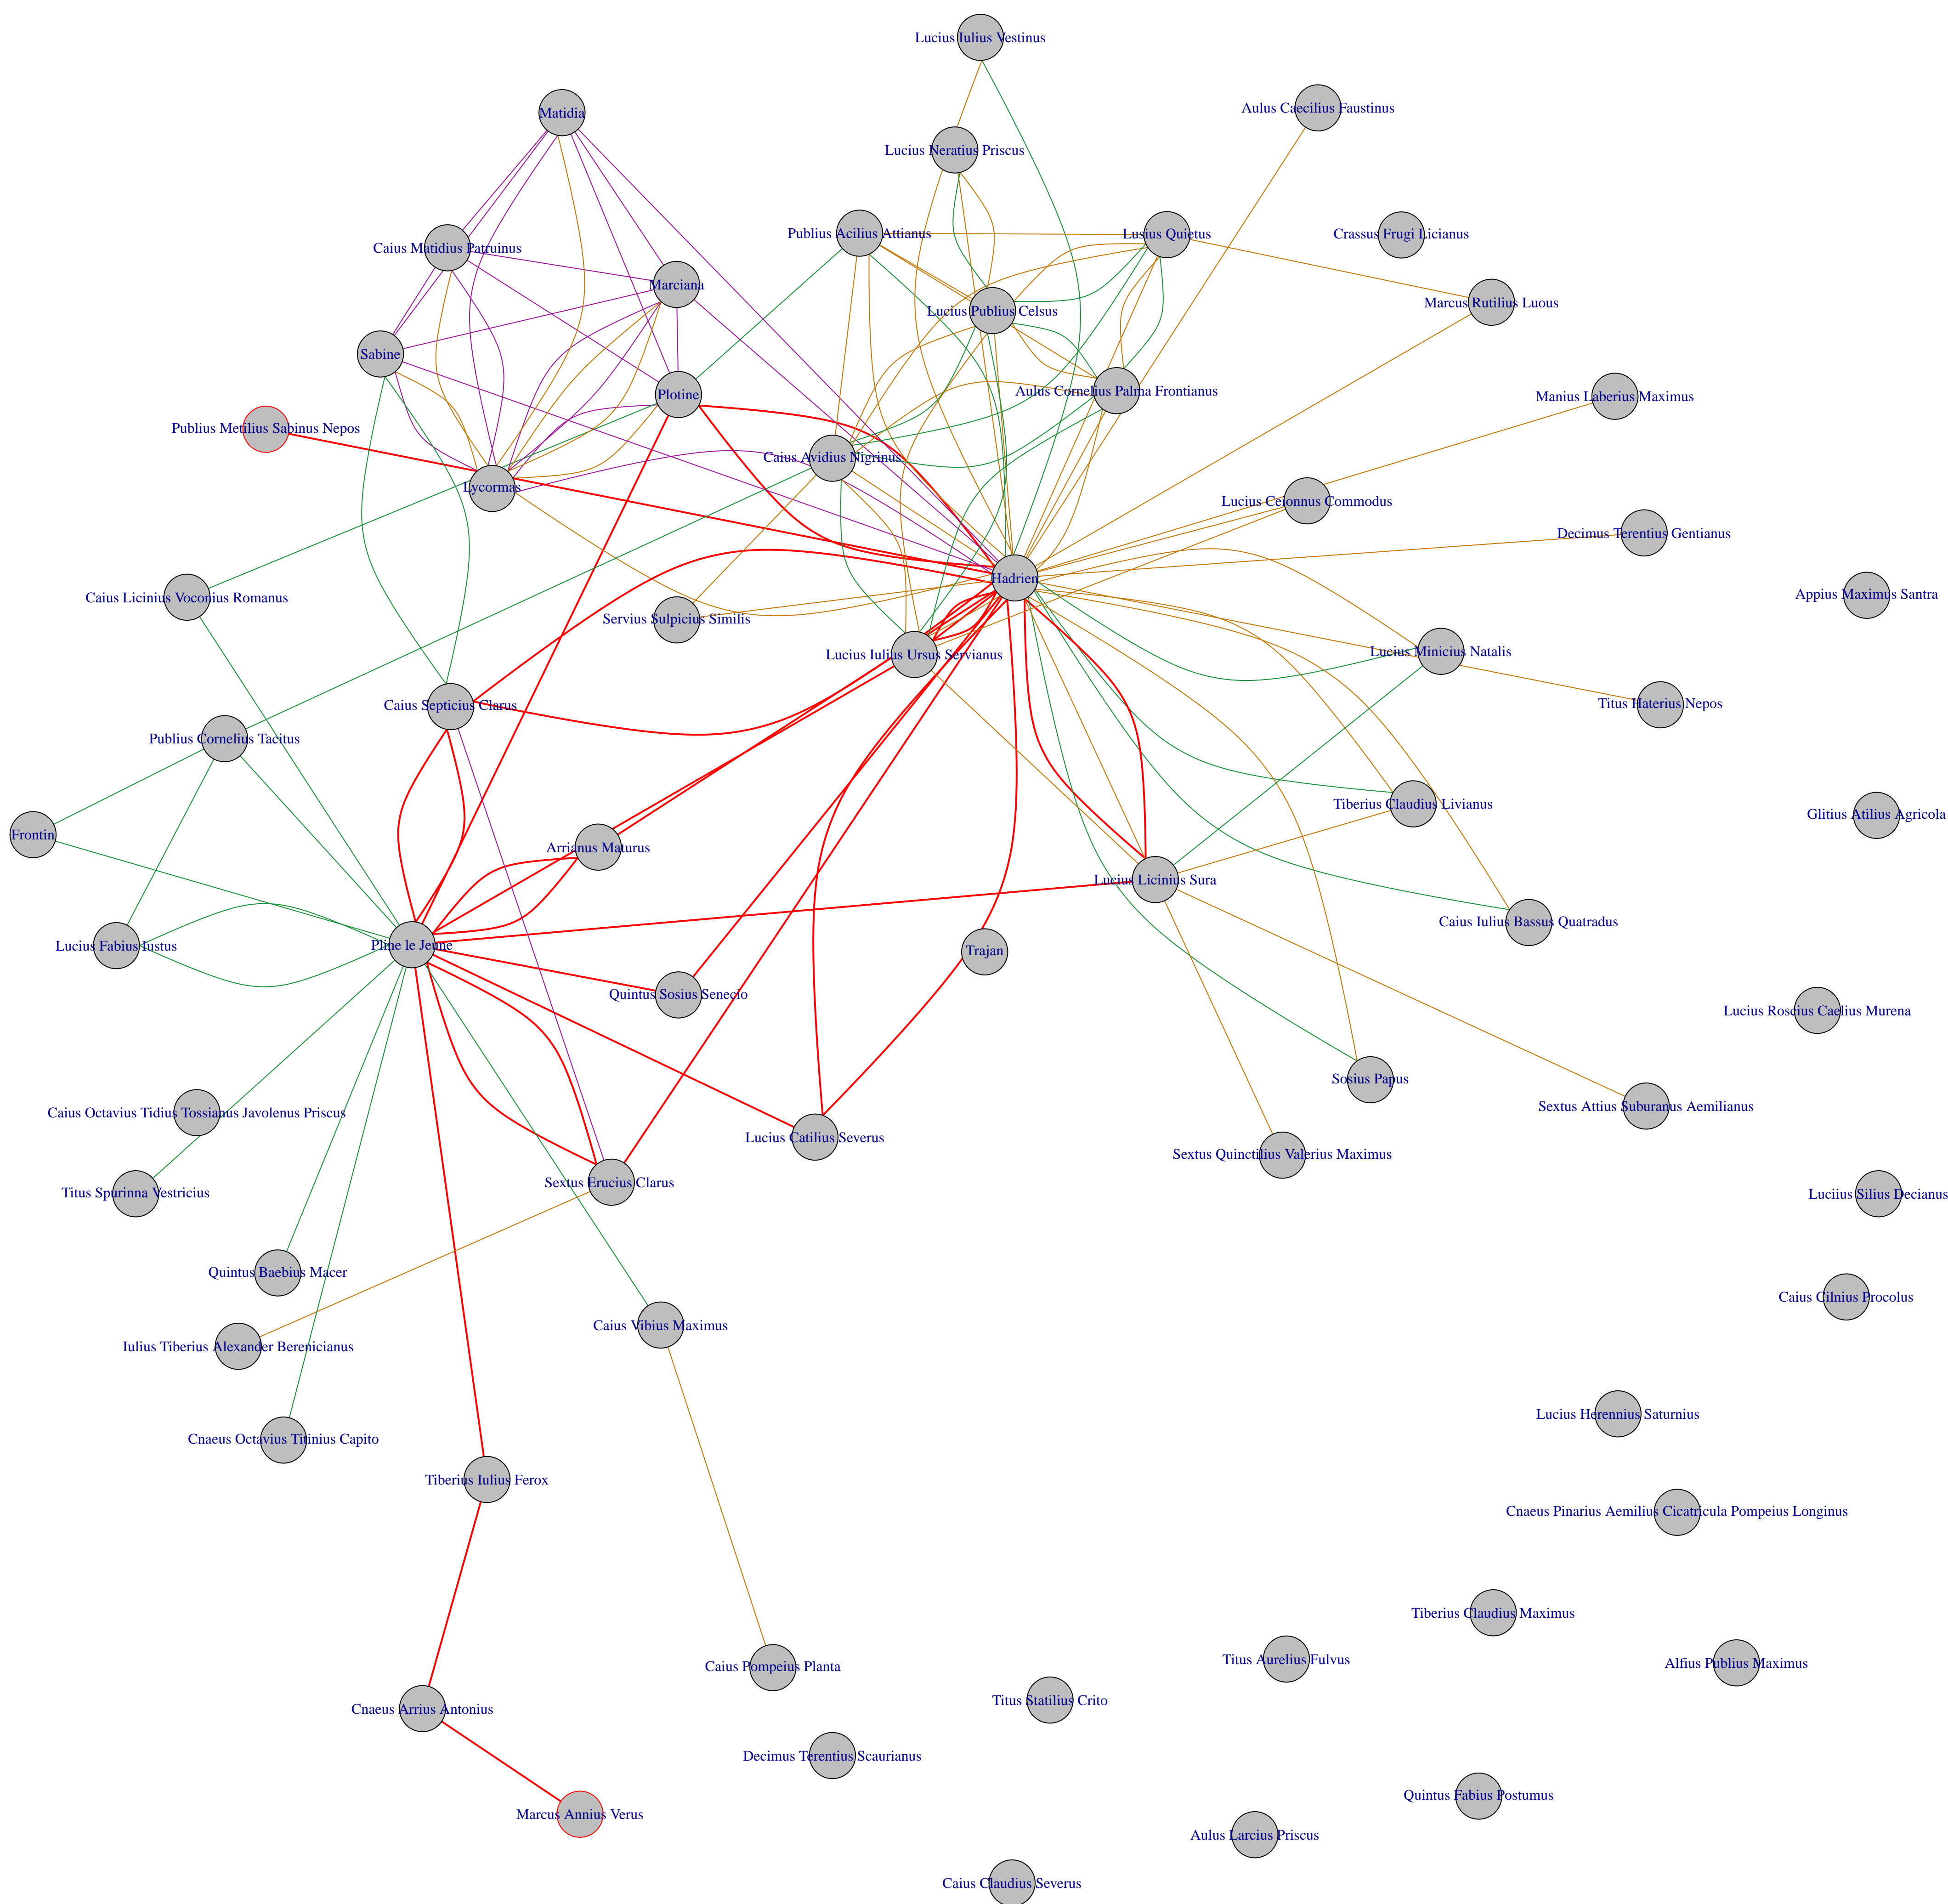 Lucius Iulius Vestinus
Aulus Caecilius Faustinus
Matidia
Lucius Neratius Priscus
Publius Acilius Attianus
Lusius Quietus
Crassus Frugi Licianus
Caius Matidius Patruinus
Marciana
Marcus Rutilius Luous
Lucius Publius Celsus
Sabine
Plotine
Aulus Cornelius Palma Frontianus
Manius Laberius Maximus
Publius Metilius Sabinus Nepos
Caius Avidius Nigrinus
Lycormas
Lucius Ceionnus Commodus
Decimus Terentius Gentianus
Hadrien
Caius Licinius Voconius Romanus
Appius Maximus Santra
Servius Sulpicius Similis
Lucius Iulius Ursus Servianus
Lucius Minicius Natalis
Caius Septicius Clarus
Titus Haterius Nepos
Publius Cornelius Tacitus
Tiberius Claudius Livianus
Glitius Atilius Agricola
Frontin
Arrianus Maturus
Lucius Licinius Sura
Caius Iulius Bassus Quatradus
Lucius Fabius Iustus
Pline le Jeune
Trajan
Quintus Sosius Senecio
Lucius Roscius Caelius Murena
Sosius Papus
Sextus Attius Suburanus Aemilianus
Caius Octavius Tidius Tossianus Javolenus Priscus
Lucius Catilius Severus
Sextus Quinctilius Valerius Maximus
Sextus Erucius Clarus
Titus Spurinna Vestricius
Luciius Silius Decianus
Quintus Baebius Macer
Caius Cilnius Procolus
Caius Vibius Maximus
Iulius Tiberius Alexander Berenicianus
Lucius Herennius Saturnius
Cnaeus Octavius Titinius Capito
Tiberius Iulius Ferox
Cnaeus Pinarius Aemilius Cicatricula Pompeius Longinus
Tiberius Claudius Maximus
Titus Aurelius Fulvus
Alfius Publius Maximus
Caius Pompeius Planta
Titus Statilius Crito
Cnaeus Arrius Antonius
Decimus Terentius Scaurianus
Quintus Fabius Postumus
Marcus Annius Verus
Aulus Larcius Priscus
Caius Claudius Severus